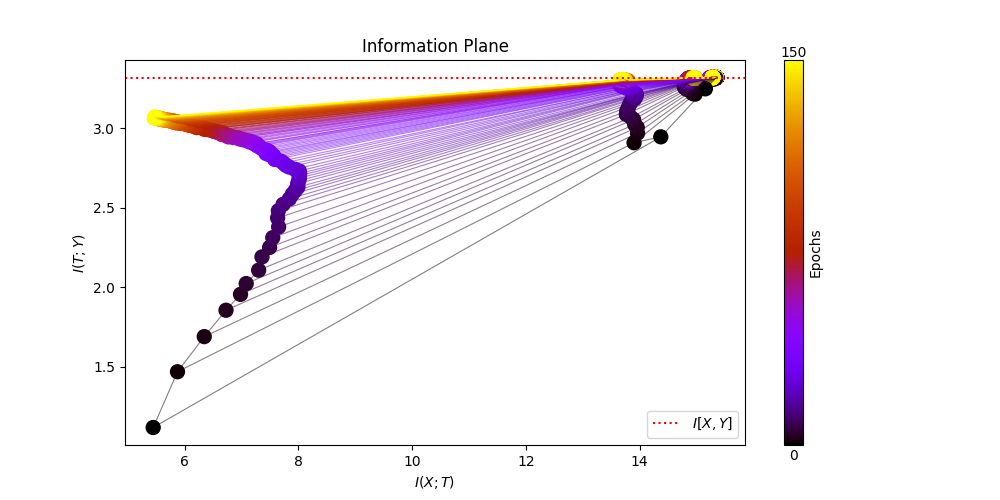 Information Plane
150
3.0
2.5
2.0
1.5
I(T; Y)
6
8
10
12
14
I(X; T)
I[X, Y]
Epochs
0